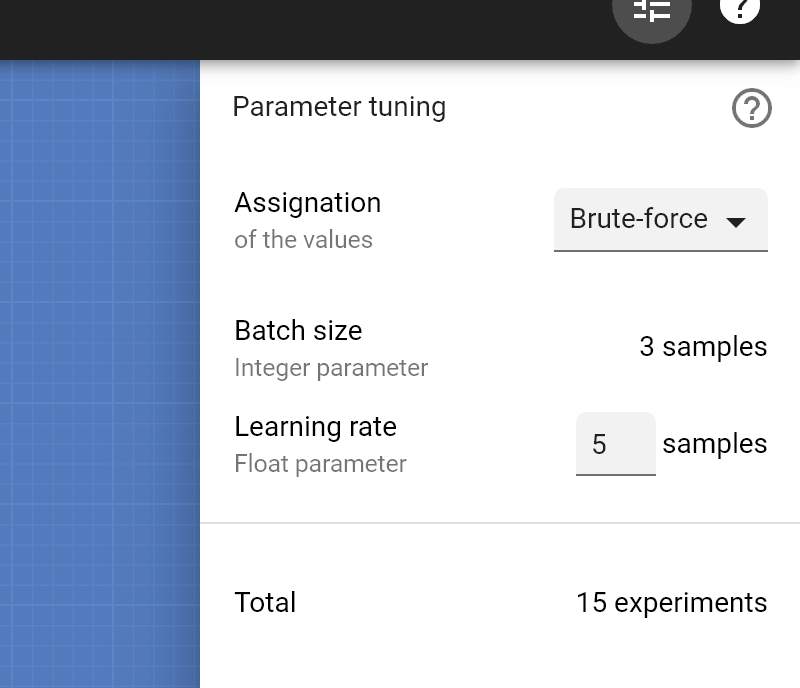 Parameter tuning
Assignation
of the values
Brute-force
Batch size
Integer parameter
3 samples
Learning rate
Float parameter
5 samples
Total
15 experiments